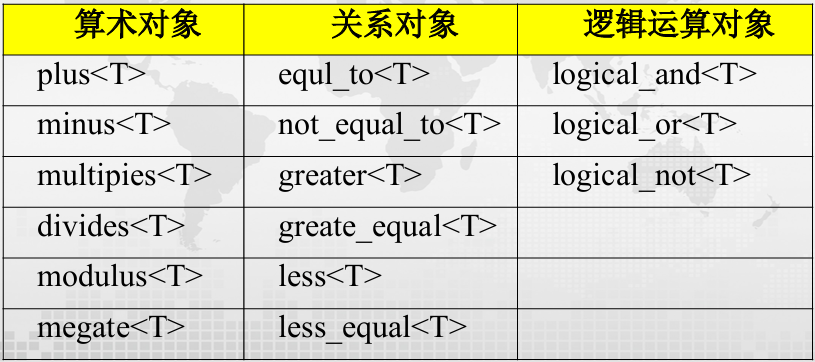 算术对象 关系对象 逻辑运算对象
plus<T> equl_to<T> logical_and<T>
minus<T> not_equal_to<T> logical_or<T>
multipies<T> greater<T> logical_not<T>
divides<T> greate_equal<T>
modulus<T> less<T>
megate<T> less_equal<T>